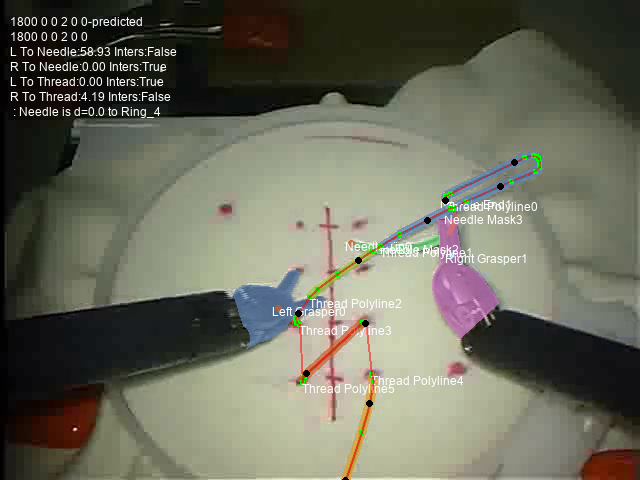 1800 0 0 2 0 0-predicted
1800 0 0 2 0 0
L To Needle:58.93 Inters:False
R To Needle:0.00 Inters:True
L To Thread:0.00 Inters:True
R To Thread:4.19 Inters:False
: Needle is d=0.0 to Ring_4
Thread Polyline0
Needle Mask3
Right Grasper1
Thread Polyline2
Left Grasper0
Thread Polyline3
Thread Polyline4
Thread Polyline5